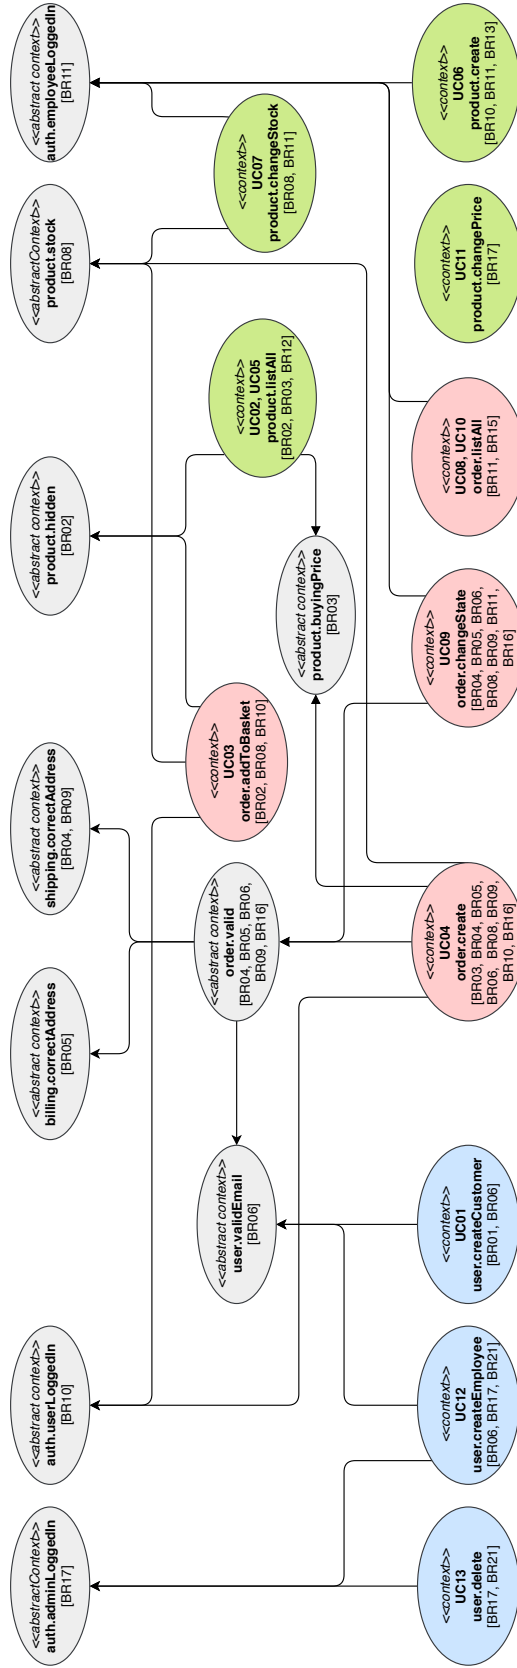 <<abstractContext>>
auth.adminLoggedIn
[BR17]
<<abstract context>>
auth.userLoggedIn
[BR10]
<<abstract context>>
billing.correctAddress
[BR05]
<<abstract context>>
shipping.correctAddress
[BR04, BR09]
<<abstract context>>
product.hidden
[BR02]
<<abstractContext>>
product.stock
[BR08]
<<abstract context>>
auth.employeeLoggedIn
[BR11]
<<abstract context>>
user.validEmail
[BR06]
<<abstract context>>
order.valid
[BR04, BR05, BR06,
BR09, BR16]
<<context>>
UC03
order.addToBasket
[BR02, BR08, BR10]
<<abstract context>>
product.buyingPrice
[BR03]
<<context>>
UC02, UC05
product.listAll
[BR02, BR03, BR12]
<<context>>
UC07
product.changeStock
[BR08, BR11]
<<context>>
UC13
user.delete
[BR17, BR21]
<<context>>
UC12
user.createEmployee
[BR06, BR17, BR21]
<<context>>
UC01
user.createCustomer
[BR01, BR06]
<<context>>
UC04
order.create
[BR03, BR04, BR05,
BR06, BR08, BR09,
BR10, BR16]
<<context>>
UC09
order.changeState
[BR04, BR05, BR06,
BR08, BR09, BR11,
BR16]
<<context>>
UC08, UC10
order.listAll
[BR11, BR15]
<<context>>
UC11
product.changePrice
[BR17]
<<context>>
UC06
product.create
[BR10, BR11, BR13]